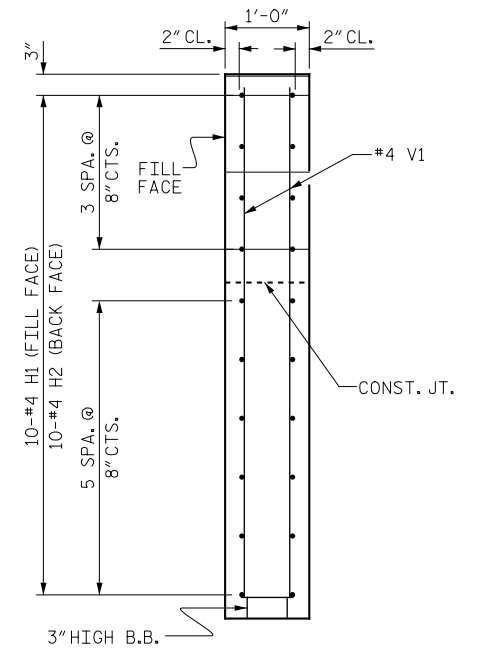 1'-0"
2" CL.
2" CL.
3"
#4 V1
FILL
FACE
3 SPA. @
8" CTS.
10-#4 H1 (FILL FACE)
10-#4 H2 (BACK FACE)
CONST. JT.
5 SPA. @
8" CTS.
3" HIGH B.B.